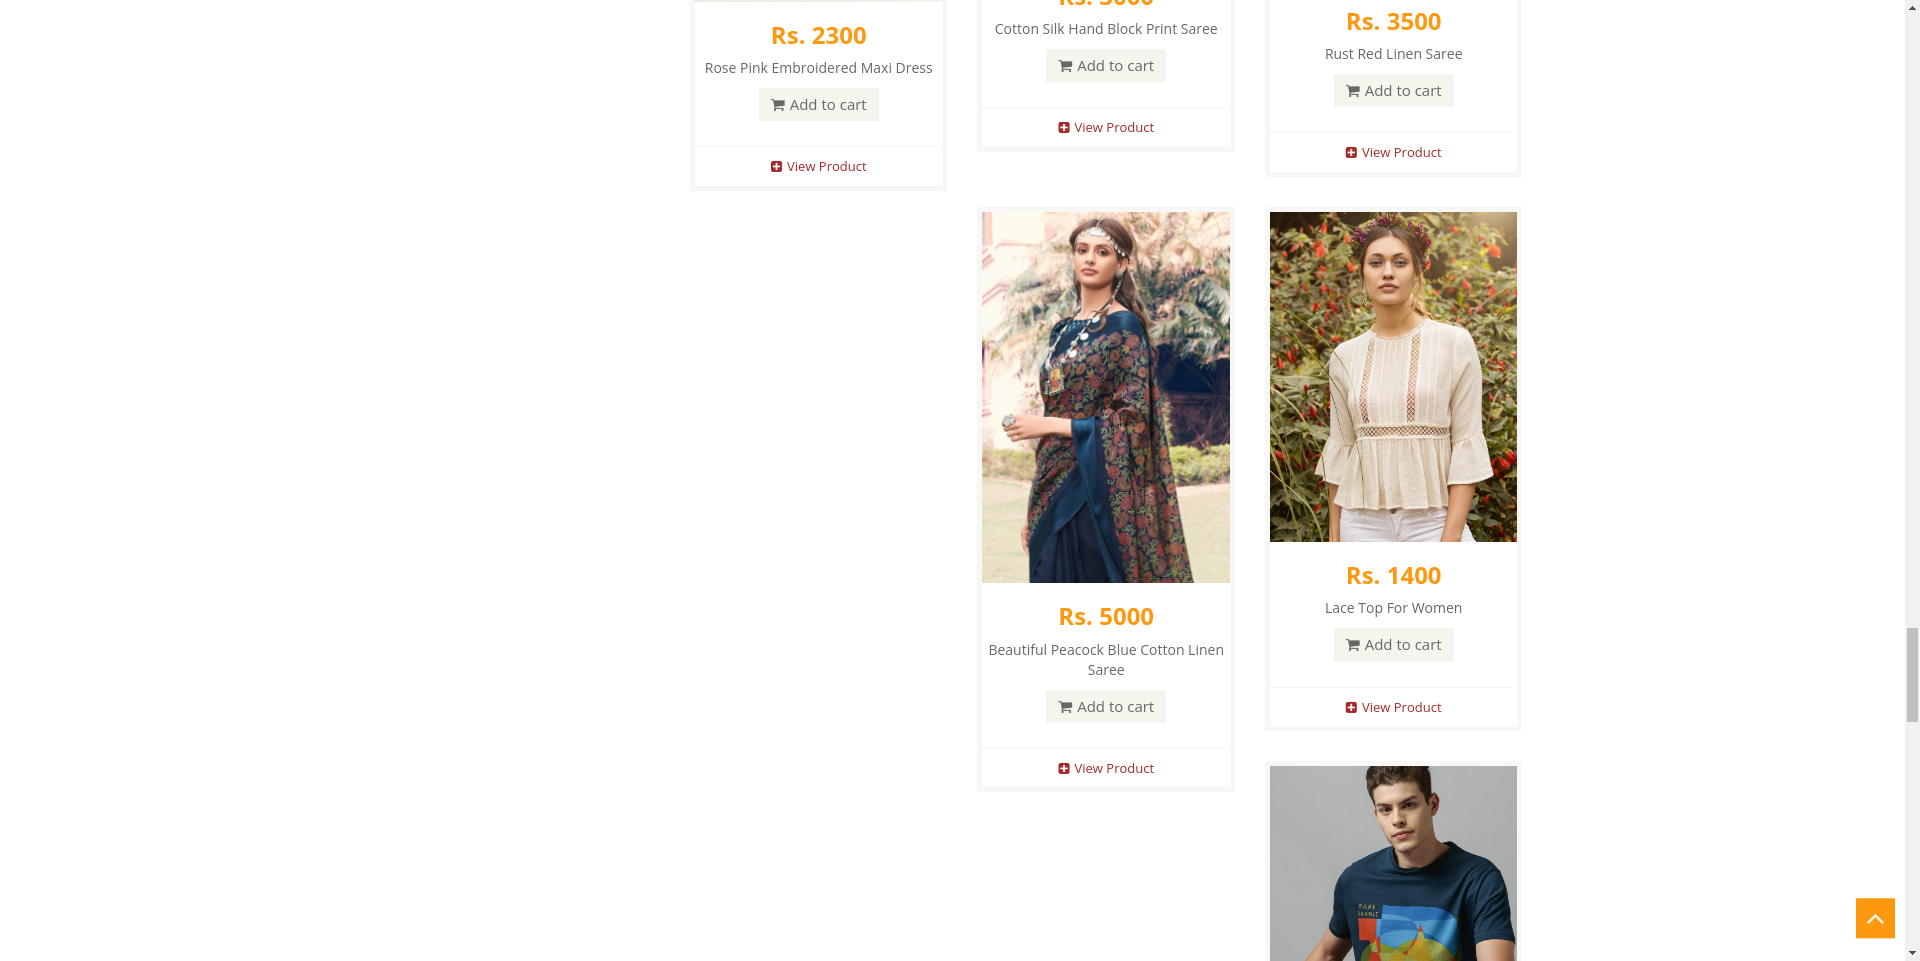 Rs. 2300
Rose Pink Embroidered Maxi Dress
Add to cart
View Product
Cotton Silk Hand Block Print Saree
Add to cart
View Product
Rs. 3500
Rust Red Linen Saree
Add to cart
View Product
Rs. 5000
Beautiful Peacock Blue Cotton Linen
Saree
Add to cart
View Product
Rs. 1400
Lace Top For Women
Add to cart
View Product
RARE
RABBIT